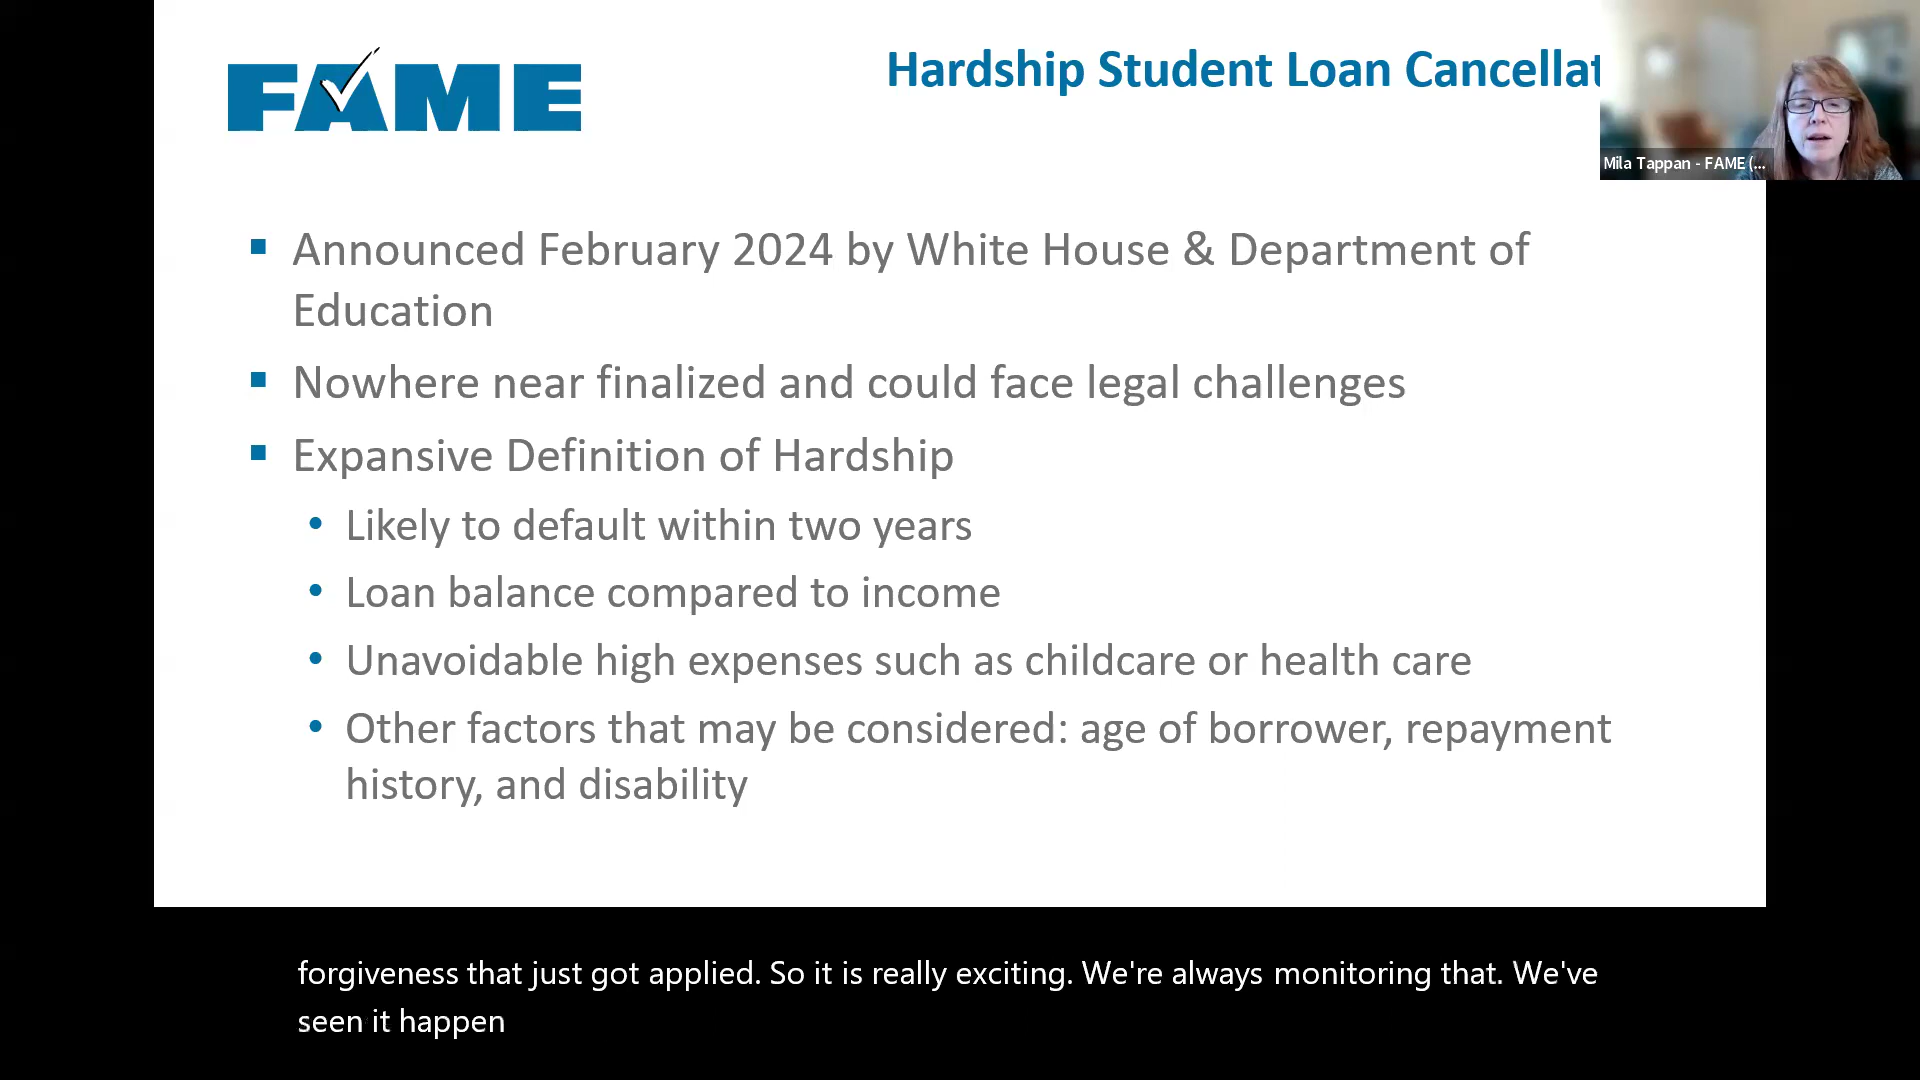 FAME
Hardship Student Loan Cancellat
Mila Tappan - FAME (...
Announced February 2024 by White House & Department of
Education
Nowhere near finalized and could face legal challenges
Expansive Definition of Hardship
Likely to default within two years
Loan balance compared to income
Unavoidable high expenses such as childcare or health care
Other factors that may be considered: age of borrower, repayment
history, and disability
forgiveness that just got applied. So it is really exciting. We're always monitoring that. We've
seen it happen